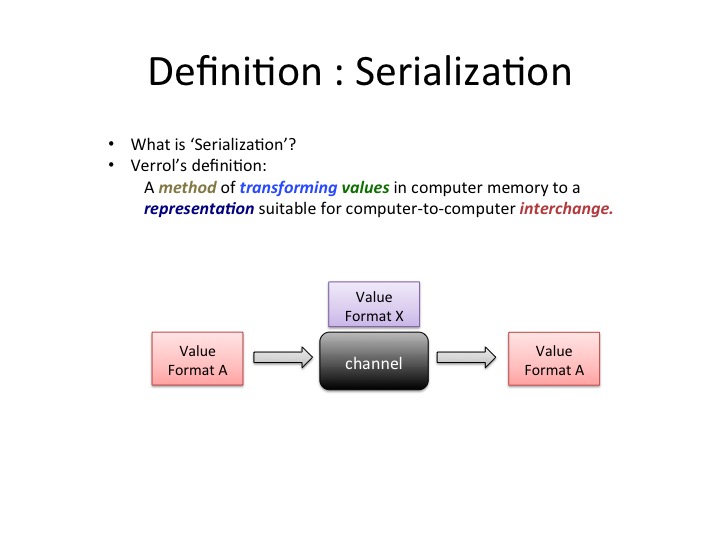 Definition : Serialization
• What is ‘Serialization’?
• Verrol’s definition:
A method of transforming values in computer memory to a
representation suitable for computer-to-computer interchange.
Value
Format X
Value
Format A
channel
Value
Format A